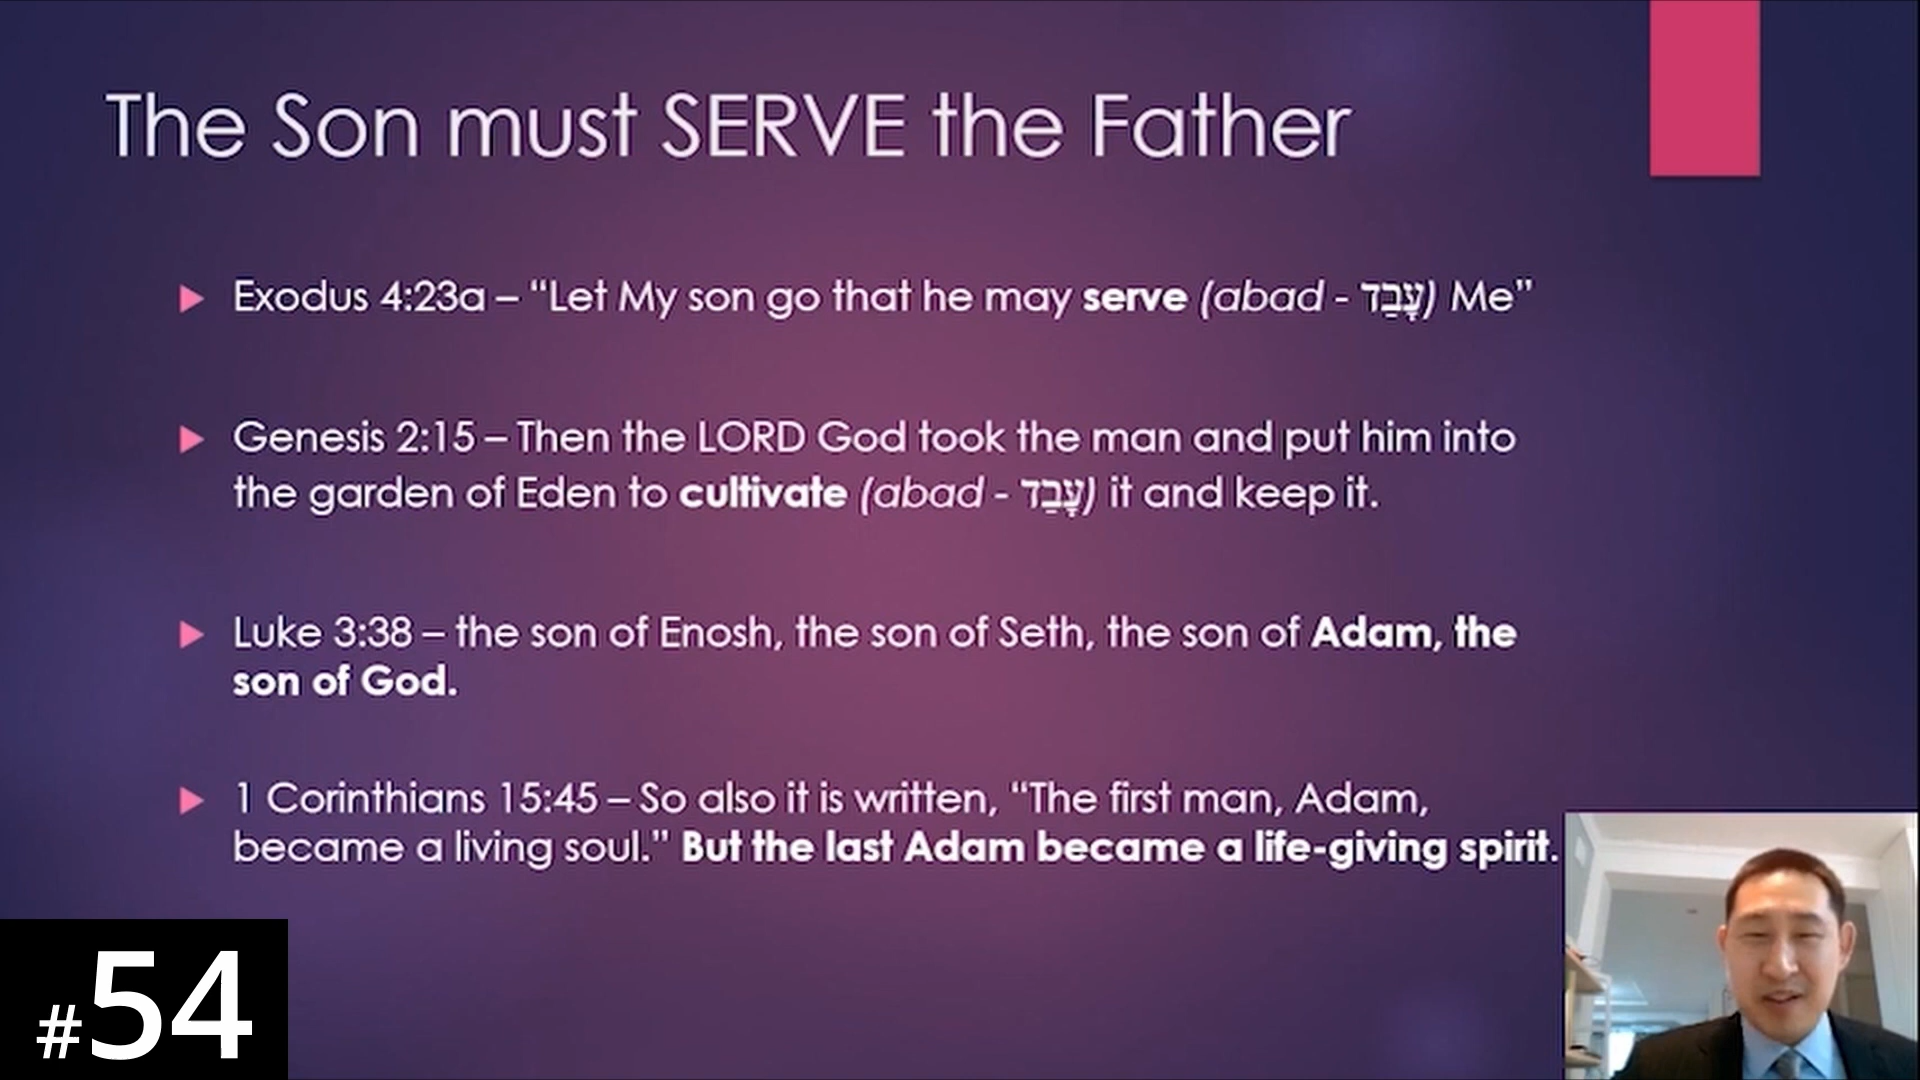 The Son must SERVE the Father
Exodus 4:23a – “Let My son go that he may serve (abad - עָבַד) Me”
Genesis 2:15 – Then the LORD God took the man and put him into
the garden of Eden to cultivate (abad - עָבַד) it and keep it.
Luke 3:38 – the son of Enosh, the son of Seth, the son of Adam, the
son of God.
1 Corinthians 15:45 – So also it is written, “The first man, Adam,
became a living soul.” But the last Adam became a life-giving spirit.
#54